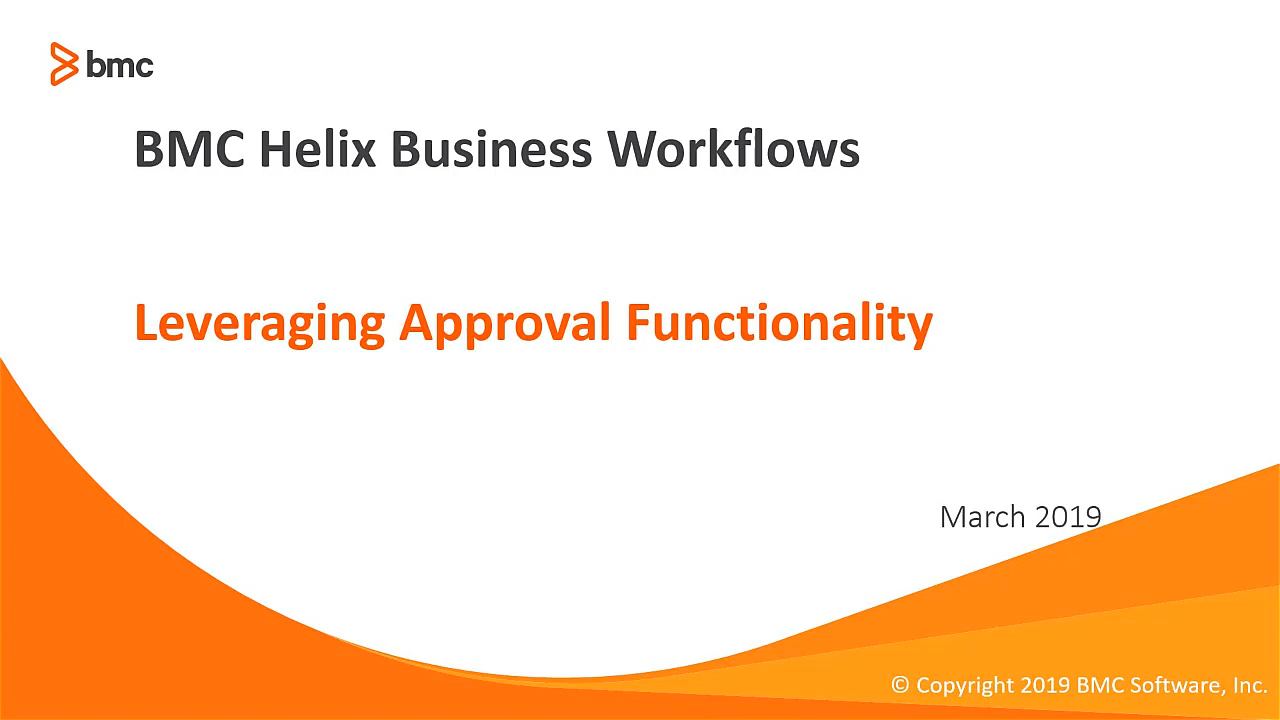 bmc
BMC Helix Business Workflows
Leveraging Approval Functionality
March 2019
© Copyright 2019 BMC Software, Inc.